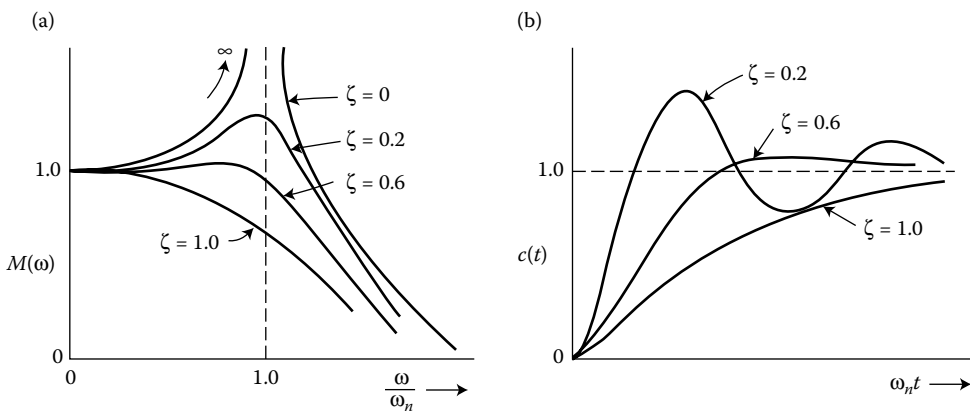 (a)
∞
ζ = 0
ζ = 0.2
1.0
ζ = 0.6
ζ = 1.0
M(ω)
0
0
1.0
ω/ωn
(b)
ζ = 0.2
ζ = 0.6
1.0
ζ = 1.0
c(t)
0
ωnt